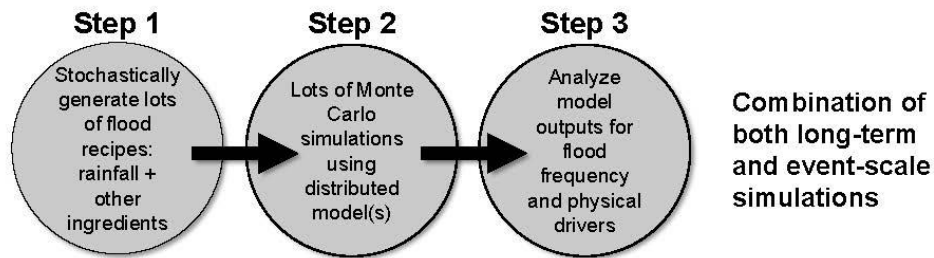 Step 1
Stochastically
generate lots
of flood
recipes:
rainfall +
other
ingredients
Step 2
Lots of Monte
Carlo
simulations
using
distributed
model(s)
Step 3
Analyze
model
outputs for
flood
frequency
and physical
drivers
Combination of
both long-term
and event-scale
simulations